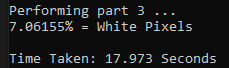 Performing part 3 ...
7.06155% = White Pixels
Time Taken: 17.973 Seconds